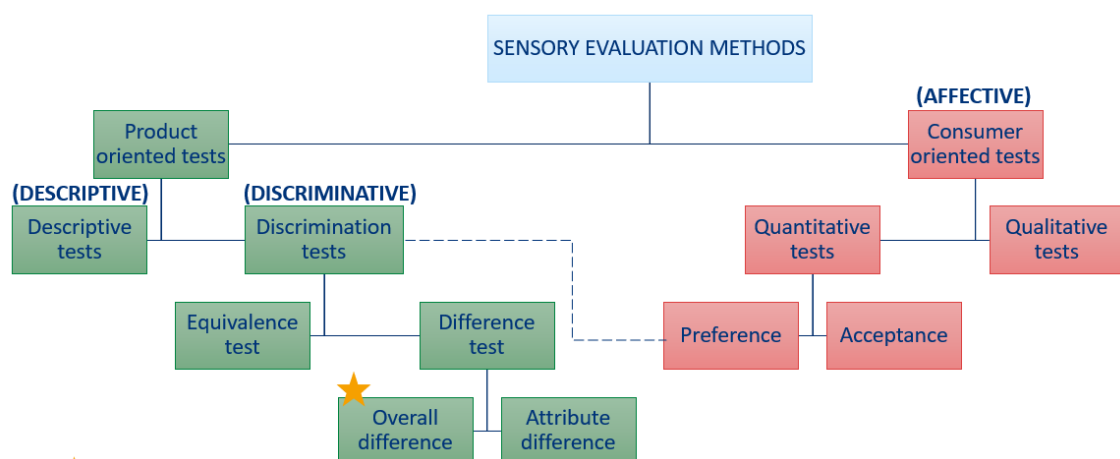 SENSORY EVALUATION METHODS
(AFFECTIVE)
Product
oriented tests
Consumer
oriented tests
(DESCRIPTIVE)
(DISCRIMINATIVE)
Descriptive
tests
Discrimination
tests
Quantitative
tests
Qualitative
tests
Equivalence
test
Difference
test
Preference
Acceptance
Overall
difference
Attribute
difference